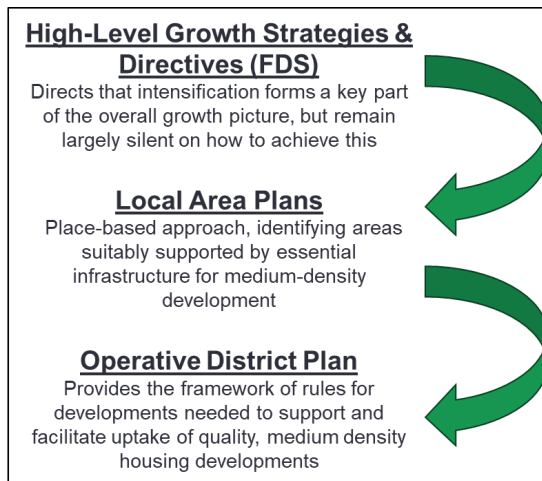 High-Level Growth Strategies &
Directives (FDS)
Directs that intensification forms a key part
of the overall growth picture, but remain
largely silent on how to achieve this
Local Area Plans
Place-based approach, identifying areas
suitably supported by essential
infrastructure for medium-density
development
Operative District Plan
Provides the framework of rules for
developments needed to support and
facilitate uptake of quality, medium density
housing developments